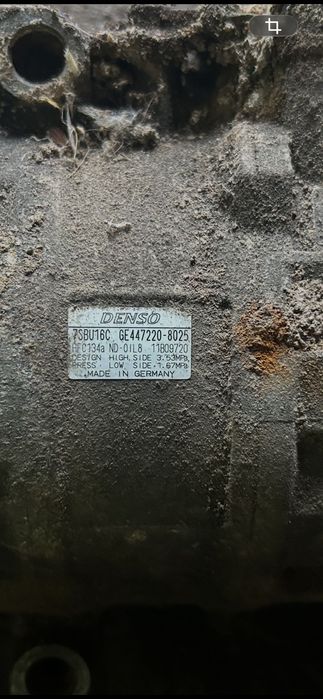 DENSO
7SBU16C GE447220-8025
HFC134a ND-OIL8 11B09720
DESIGN HIGH SIDE 3.53MPa
PRESS. LOW SIDE 1.67MPa
MADE IN GERMANY